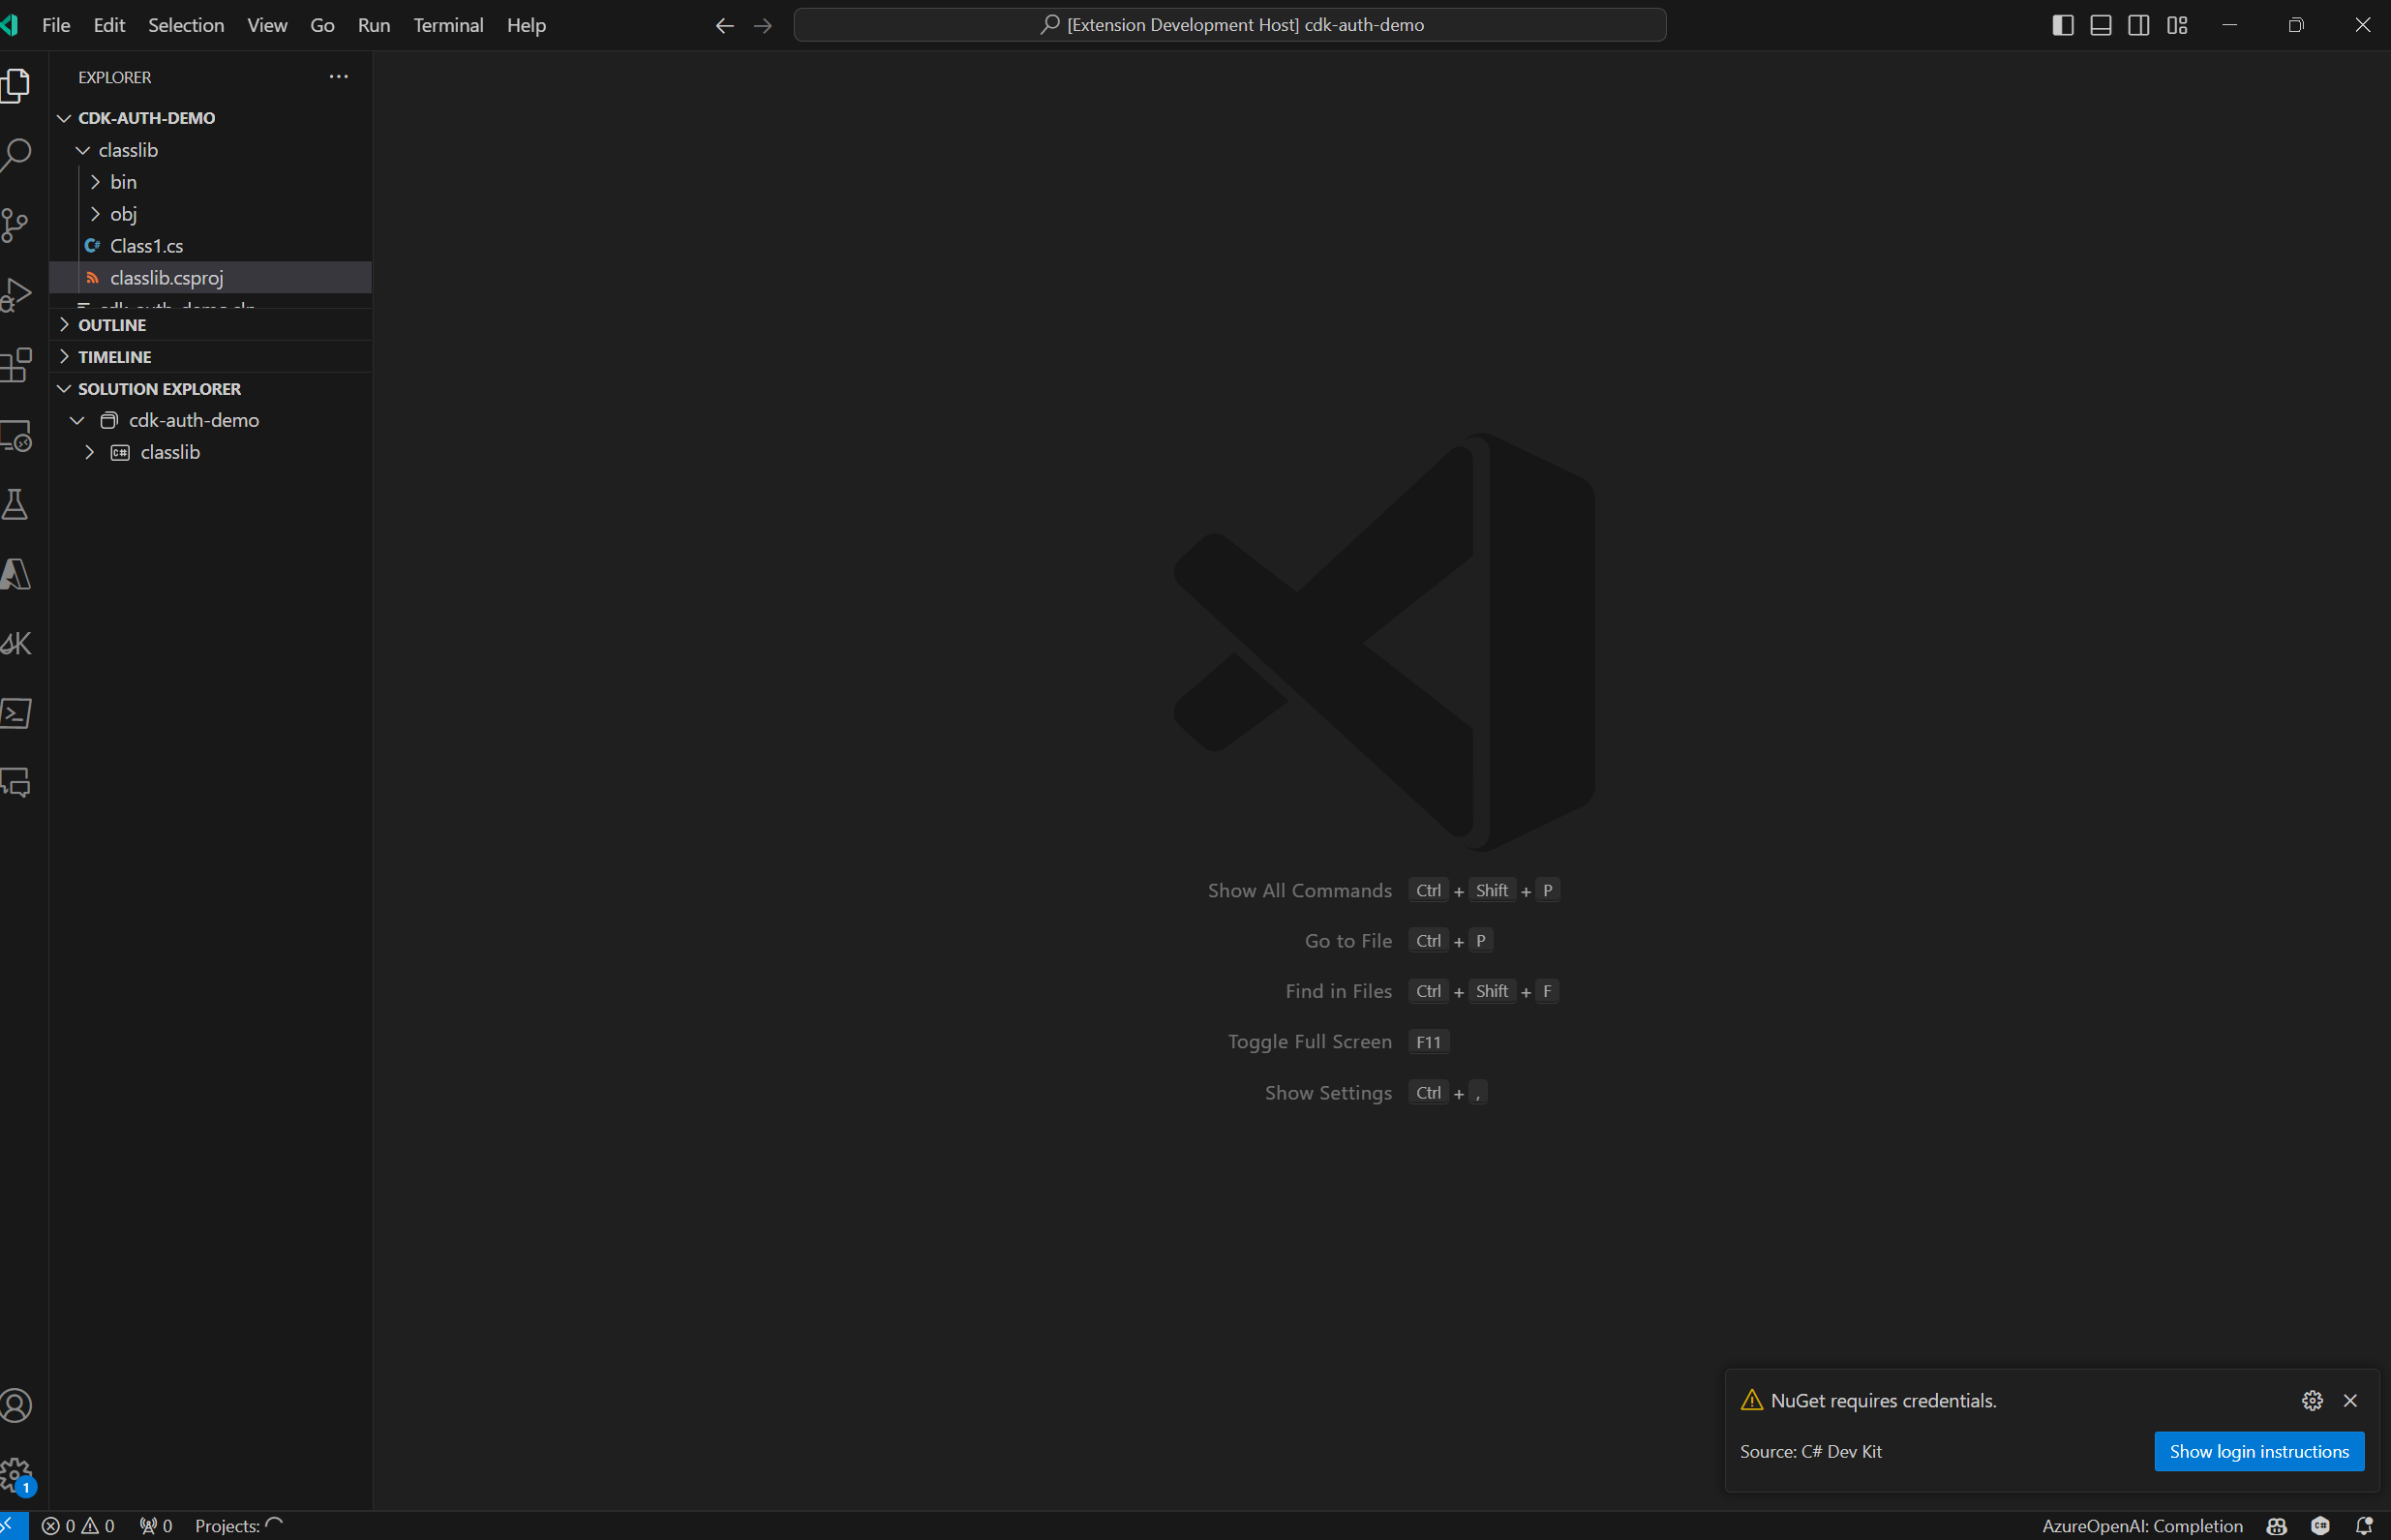 File Edit Selection View Go Run Terminal Help
[Extension Development Host] cdk-auth-demo
EXPLORER
CDK-AUTH-DEMO
classlib
bin
obj
C# Class1.cs
classlib.csproj
OUTLINE
TIMELINE
SOLUTION EXPLORER
cdk-auth-demo
C# classlib
Show All Commands Ctrl + Shift + P
Go to File Ctrl + P
Find in Files Ctrl + Shift + F
Toggle Full Screen F11
Show Settings Ctrl + ,
NuGet requires credentials.
Source: C# Dev Kit
Show login instructions
1
0 0 0 Projects:
AzureOpenAI: Completion